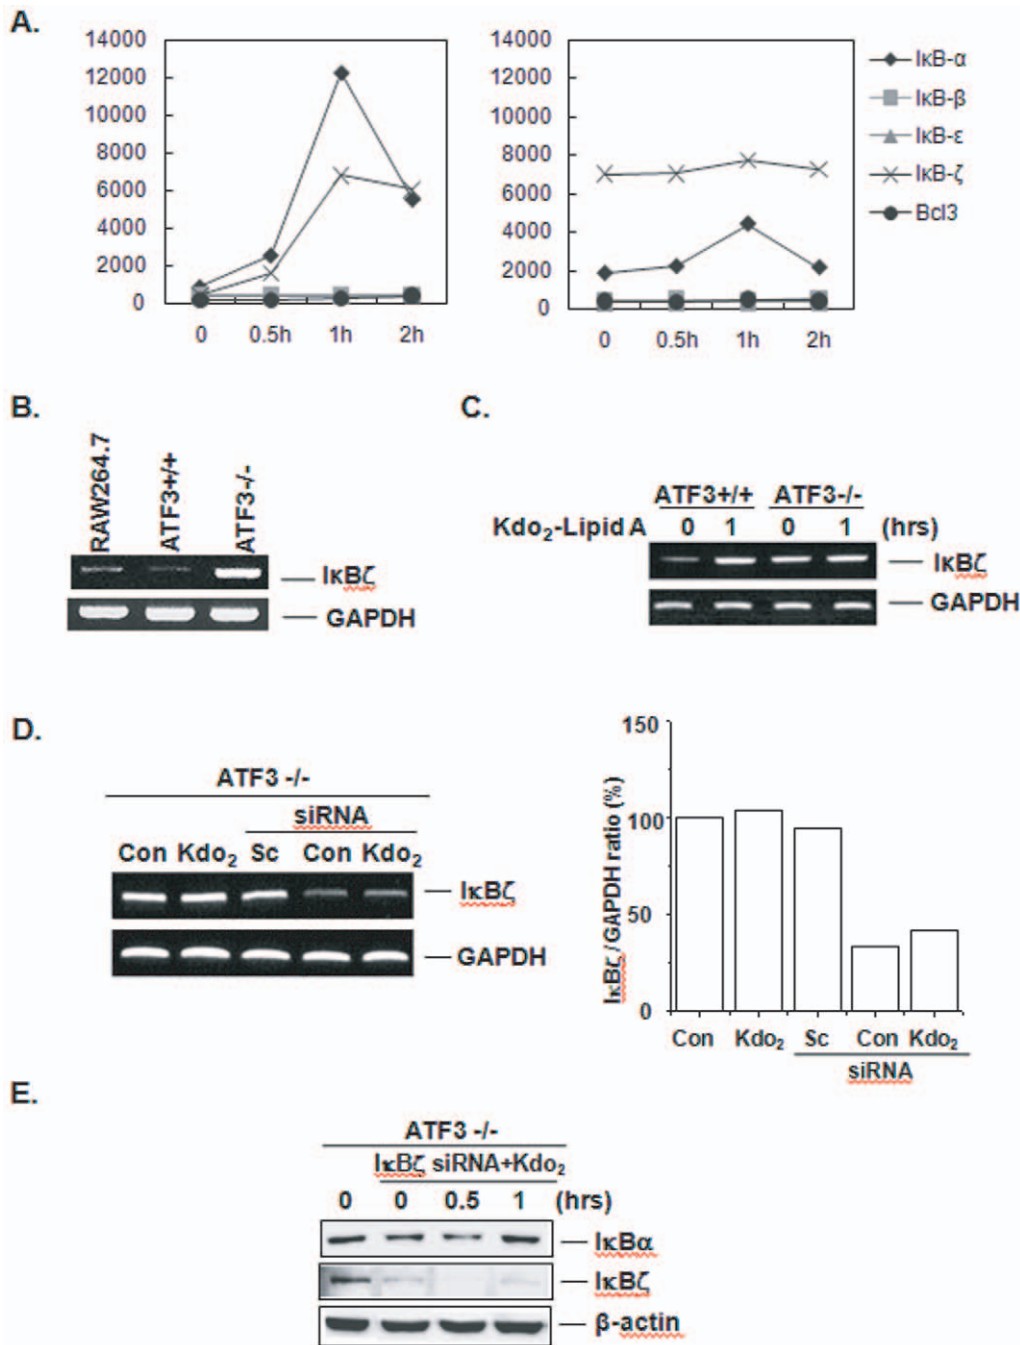 A.
14000
12000
10000
8000
6000
4000
2000
0
0 0.5h 1h 2h
14000
12000
10000
8000
6000
4000
2000
0
0 0.5h 1h 2h
IκB-α
IκB-β
IκB-ε
IκB-ζ
Bcl3
B.
RAW264.7
ATF3+/+
ATF3-/-
IκBζ
GAPDH
C.
ATF3+/+ ATF3-/-
Kdo₂-Lipid A 0 1 0 1 (hrs)
IκBζ
GAPDH
D.
ATF3 -/-
siRNA
Con Kdo₂ Sc Con Kdo₂
IκBζ
GAPDH
IκBζ/GAPDH ratio (%)
150
100
50
0
Con Kdo₂ Sc Con Kdo₂
siRNA
E.
ATF3 -/-
IκBζ siRNA+Kdo₂
0 0 0.5 1 (hrs)
IκBα
IκBζ
β-actin